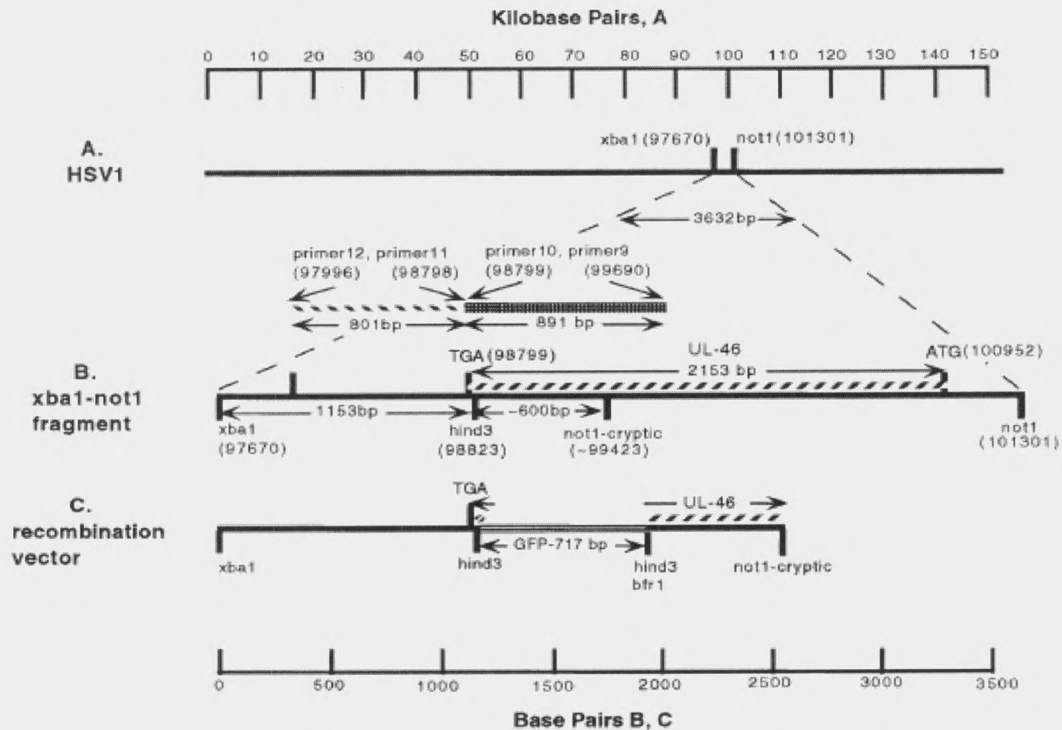 Kilobase Pairs, A
0 10 20 30 40 50 60 70 80 90 100 110 120 130 140 150
A.
HSV1
xba1(97670) not1(101301)
3632bp
primer12, primer11
(97996) (98798)
primer10, primer9
(98799) (99690)
801bp 891 bp
B.
xba1-not1
fragment
TGA(98799)
UL-46
2153 bp
ATG(100952)
1153bp
~600bp
xba1
(97670)
hind3
(98823)
not1-cryptic
(~99423)
not1
(101301)
C.
recombination
vector
TGA
UL-46
GFP-717 bp
xba1
hind3
hind3
bfr1
not1-cryptic
0 500 1000 1500 2000 2500 3000 3500
Base Pairs B, C